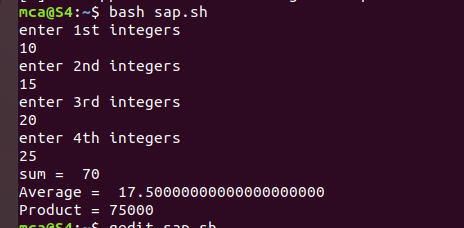 mca@S4:~$ bash sap.sh
enter 1st integers
10
enter 2nd integers
15
enter 3rd integers
20
enter 4th integers
25
sum =  70
Average =  17.50000000000000000000
Product = 75000
mca@S4:~$ gedit sap.sh